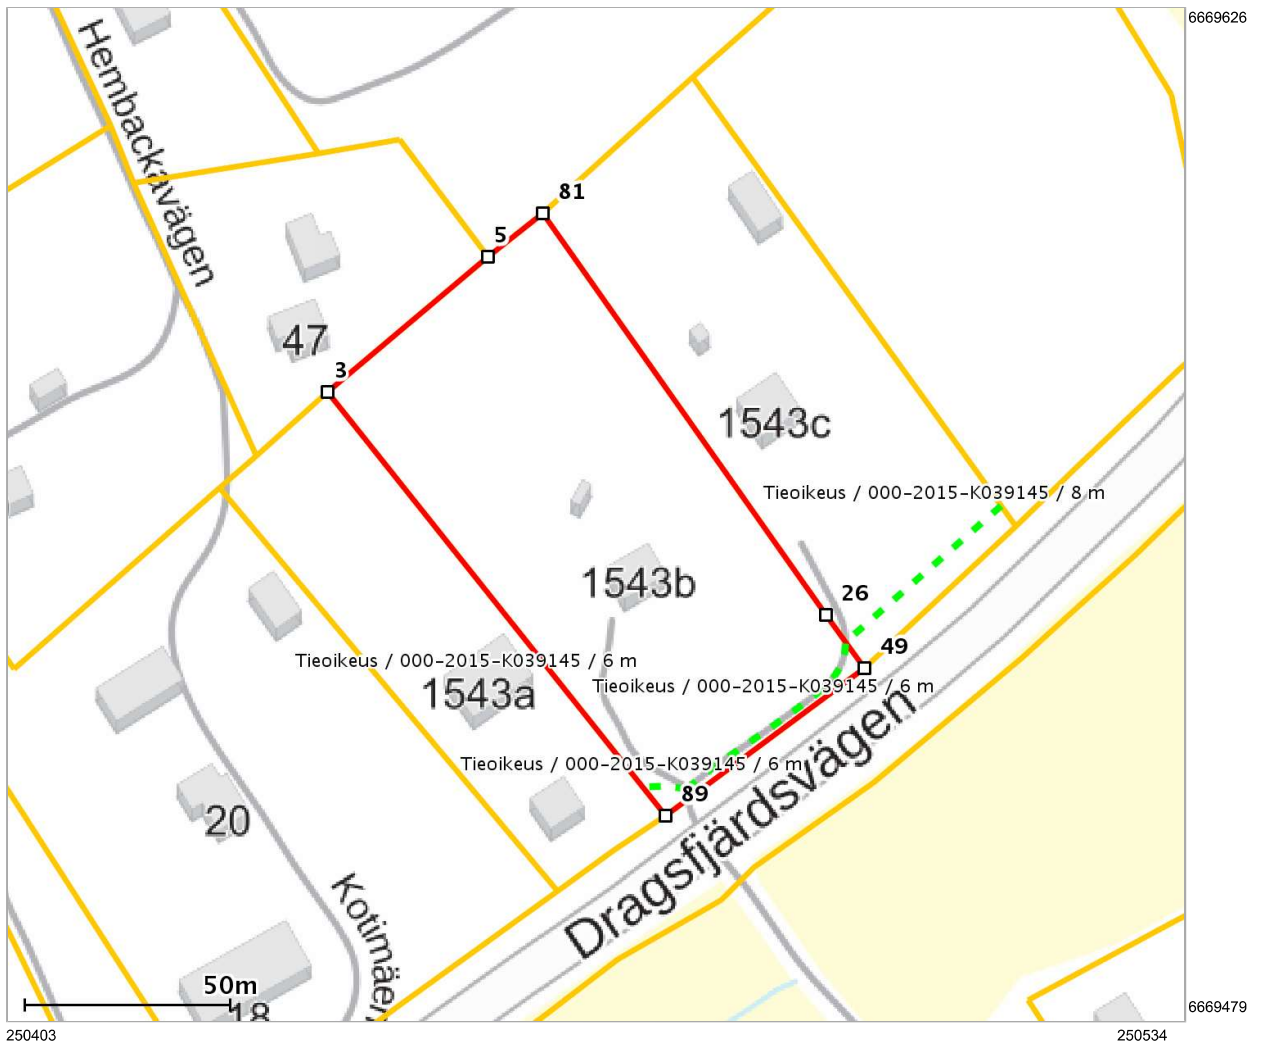 6669626
Hembackavägen
81
5
47
3
1543c
Tieoikeus / 000-2015-K039145 / 8 m
1543b
26
49
Tieoikeus / 000-2015-K039145 / 6 m
Tieoikeus / 000-2015-K039145 / 6 m
1543a
Tieoikeus / 000-2015-K039145 / 6 m
89
20
Dragsfjärdsvägen
50m
18
6669479
250403
250534